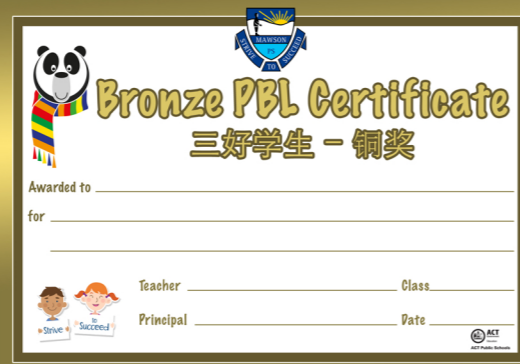 MAWSON
PS
STRIVE TO SUCCEED
Bronze PBL Certificate
三好学生 - 铜奖
Awarded to
for
Teacher Class
Principal Date
Strive to Succeed
ACT
ACT Public Schools